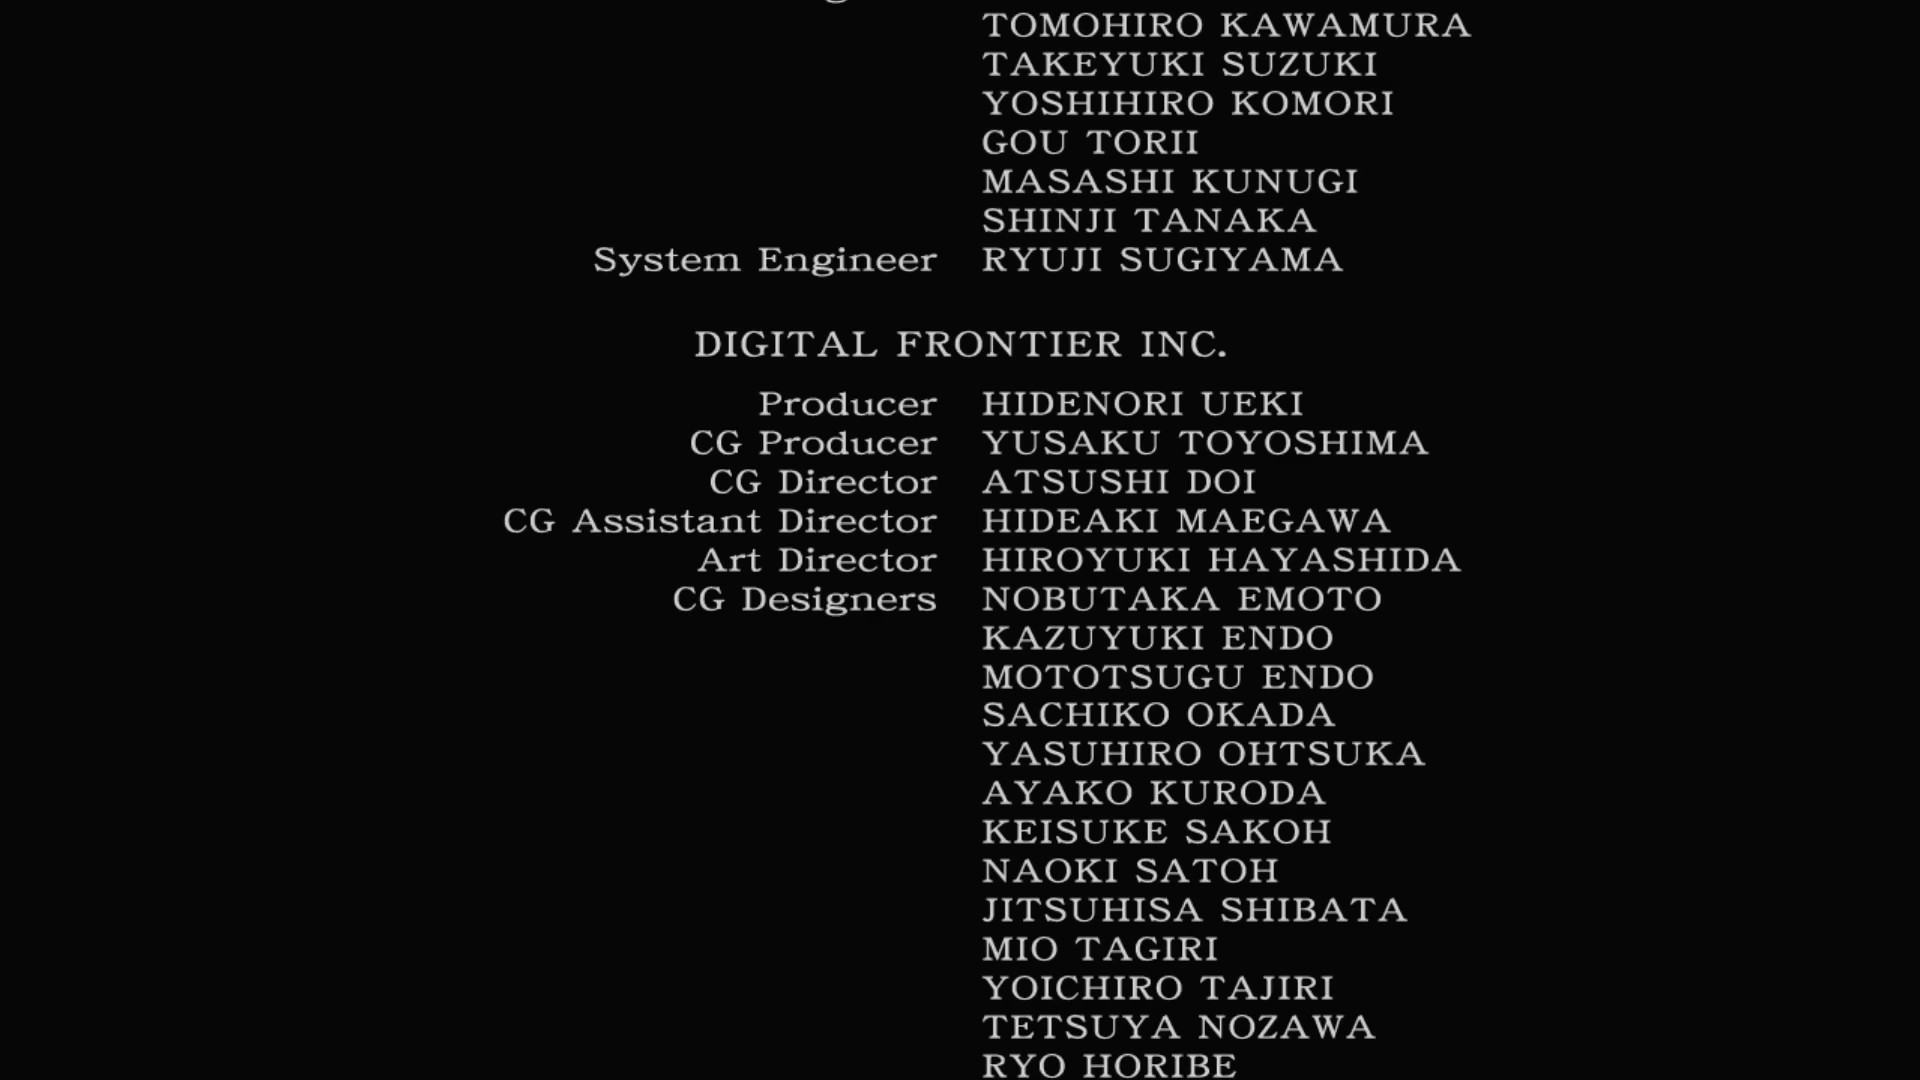 TOMOHIRO KAWAMURA
TAKEYUKI SUZUKI
YOSHIHIRO KOMORI
GOU TORII
MASASHI KUNUGI
SHINJI TANAKA
System Engineer RYUJI SUGIYAMA
DIGITAL FRONTIER INC.
Producer HIDENORI UEKI
CG Producer YUSAKU TOYOSHIMA
CG Director ATSUSHI DOI
CG Assistant Director HIDEAKI MAEGAWA
Art Director HIROYUKI HAYASHIDA
CG Designers NOBUTAKA EMOTO
KAZUYUKI ENDO
MOTOTSUGU ENDO
SACHIKO OKADA
YASUHIRO OHTSUKA
AYAKO KURODA
KEISUKE SAKOH
NAOKI SATOH
JITSUHISA SHIBATA
MIO TAGIRI
YOICHIRO TAJIRI
TETSUYA NOZAWA
RYO HORIBE